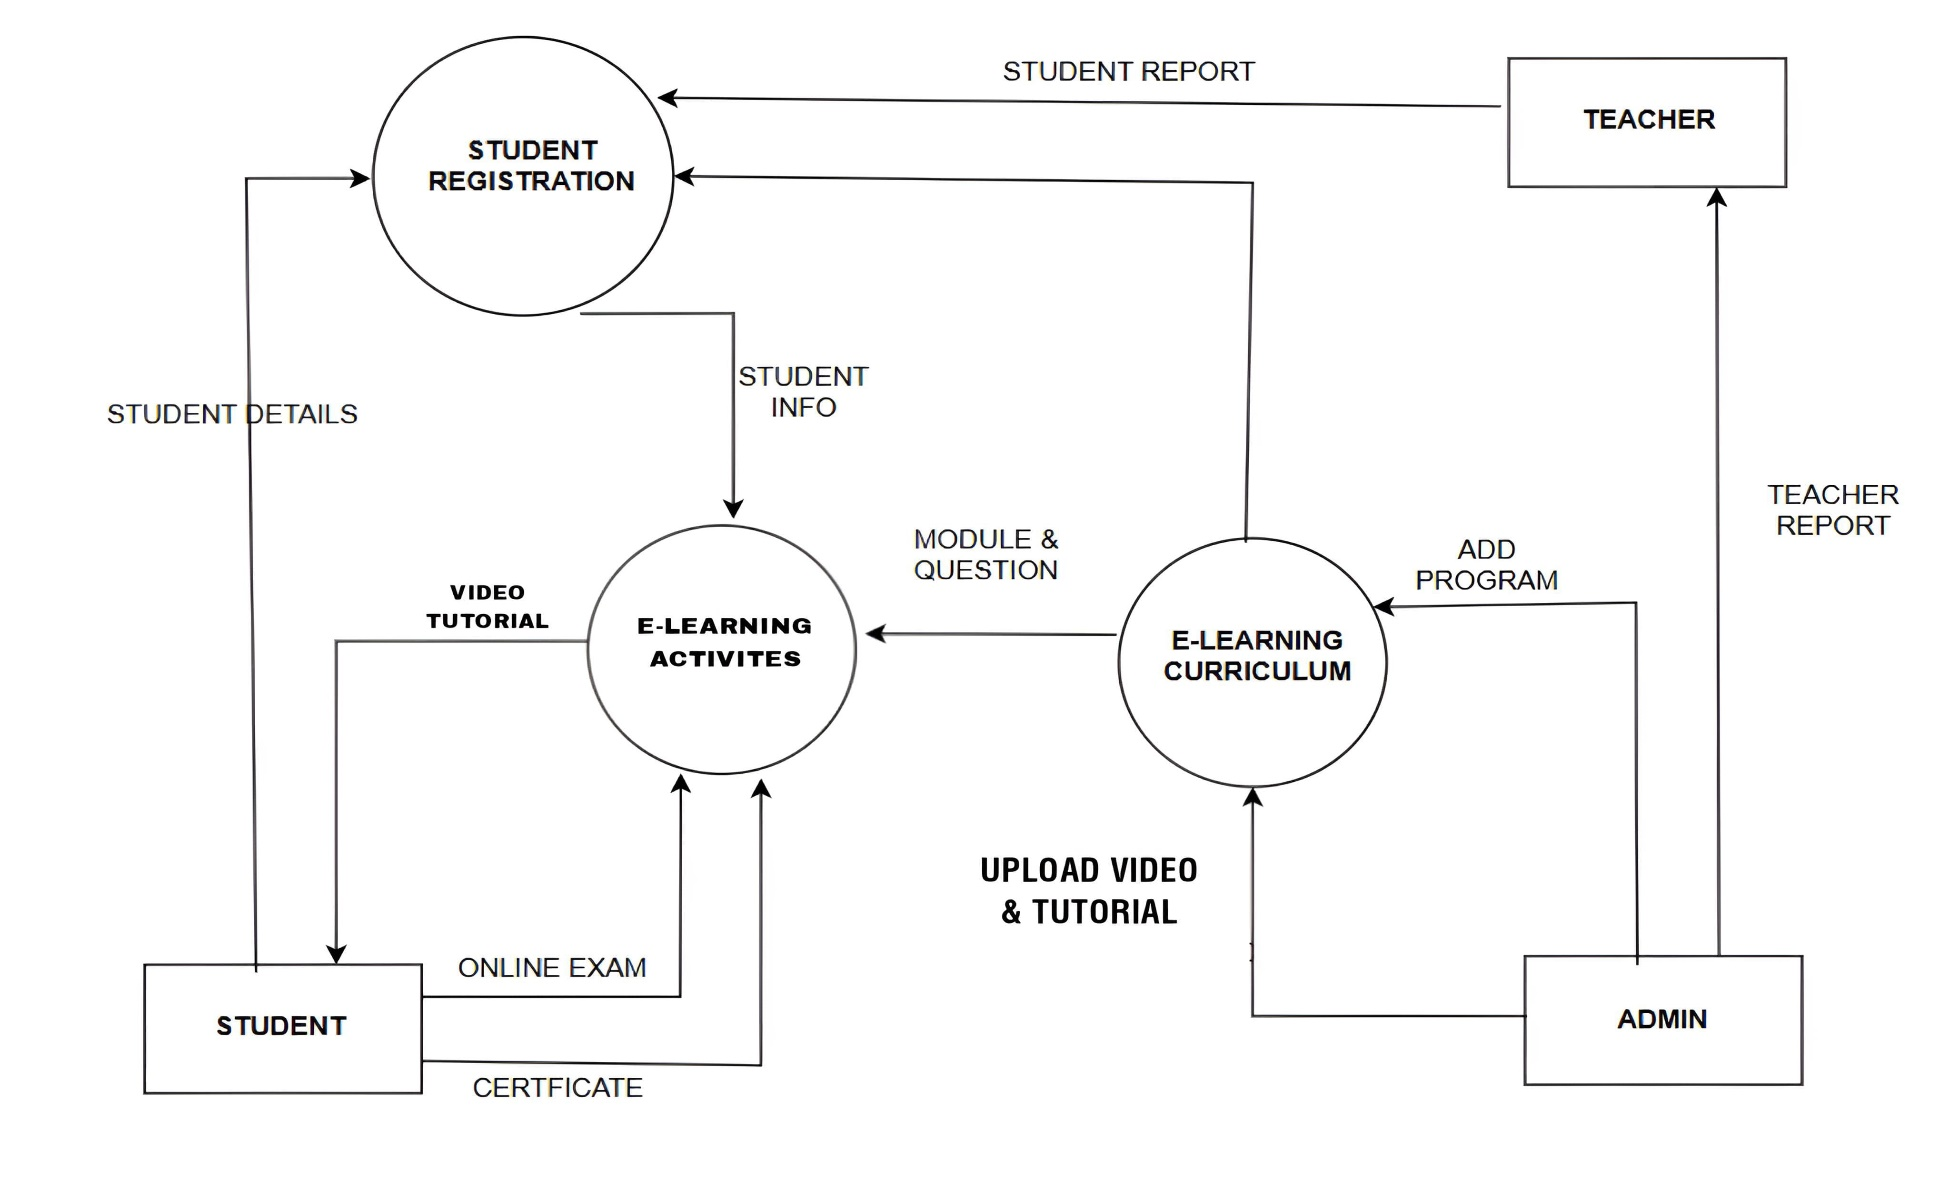 STUDENT REPORT
TEACHER
STUDENT
REGISTRATION
STUDENT
INFO
STUDENT DETAILS
TEACHER
REPORT
MODULE &
QUESTION
ADD
PROGRAM
VIDEO
TUTORIAL
E-LEARNING
ACTIVITES
E-LEARNING
CURRICULUM
UPLOAD VIDEO
& TUTORIAL
ONLINE EXAM
STUDENT
ADMIN
CERTFICATE